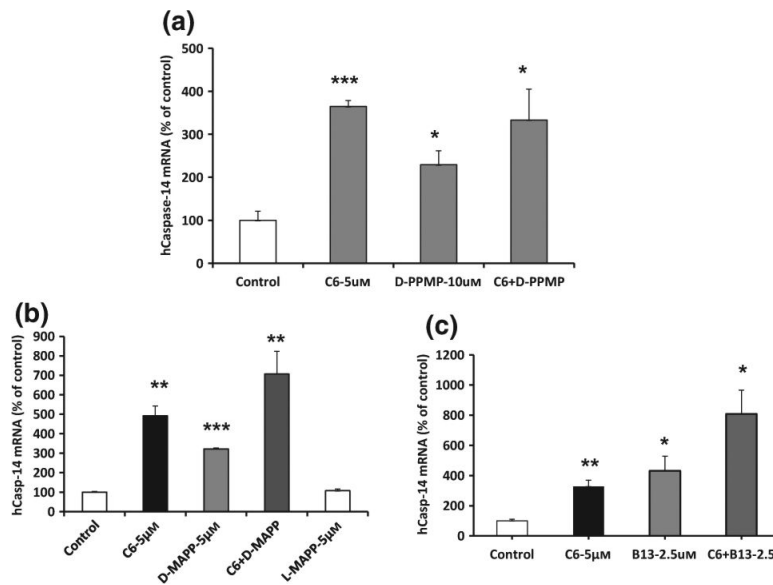 (a)
hCaspase-14 mRNA (% of control)
500
400
300
200
100
0
***
*
*
Control
C6-5uM
D-PPMP-10uM
C6+D-PPMP
(b)
hCasp-14 mRNA (% of control)
900
800
700
600
500
400
300
200
100
0
**
***
**
Control
C6-5μM
D-MAPP-5μM
C6+D-MAPP
L-MAPP-5μM
(c)
hCasp-14 mRNA (% of control)
1200
1000
800
600
400
200
0
**
*
*
Control
C6-5μM
B13-2.5uM
C6+B13-2.5